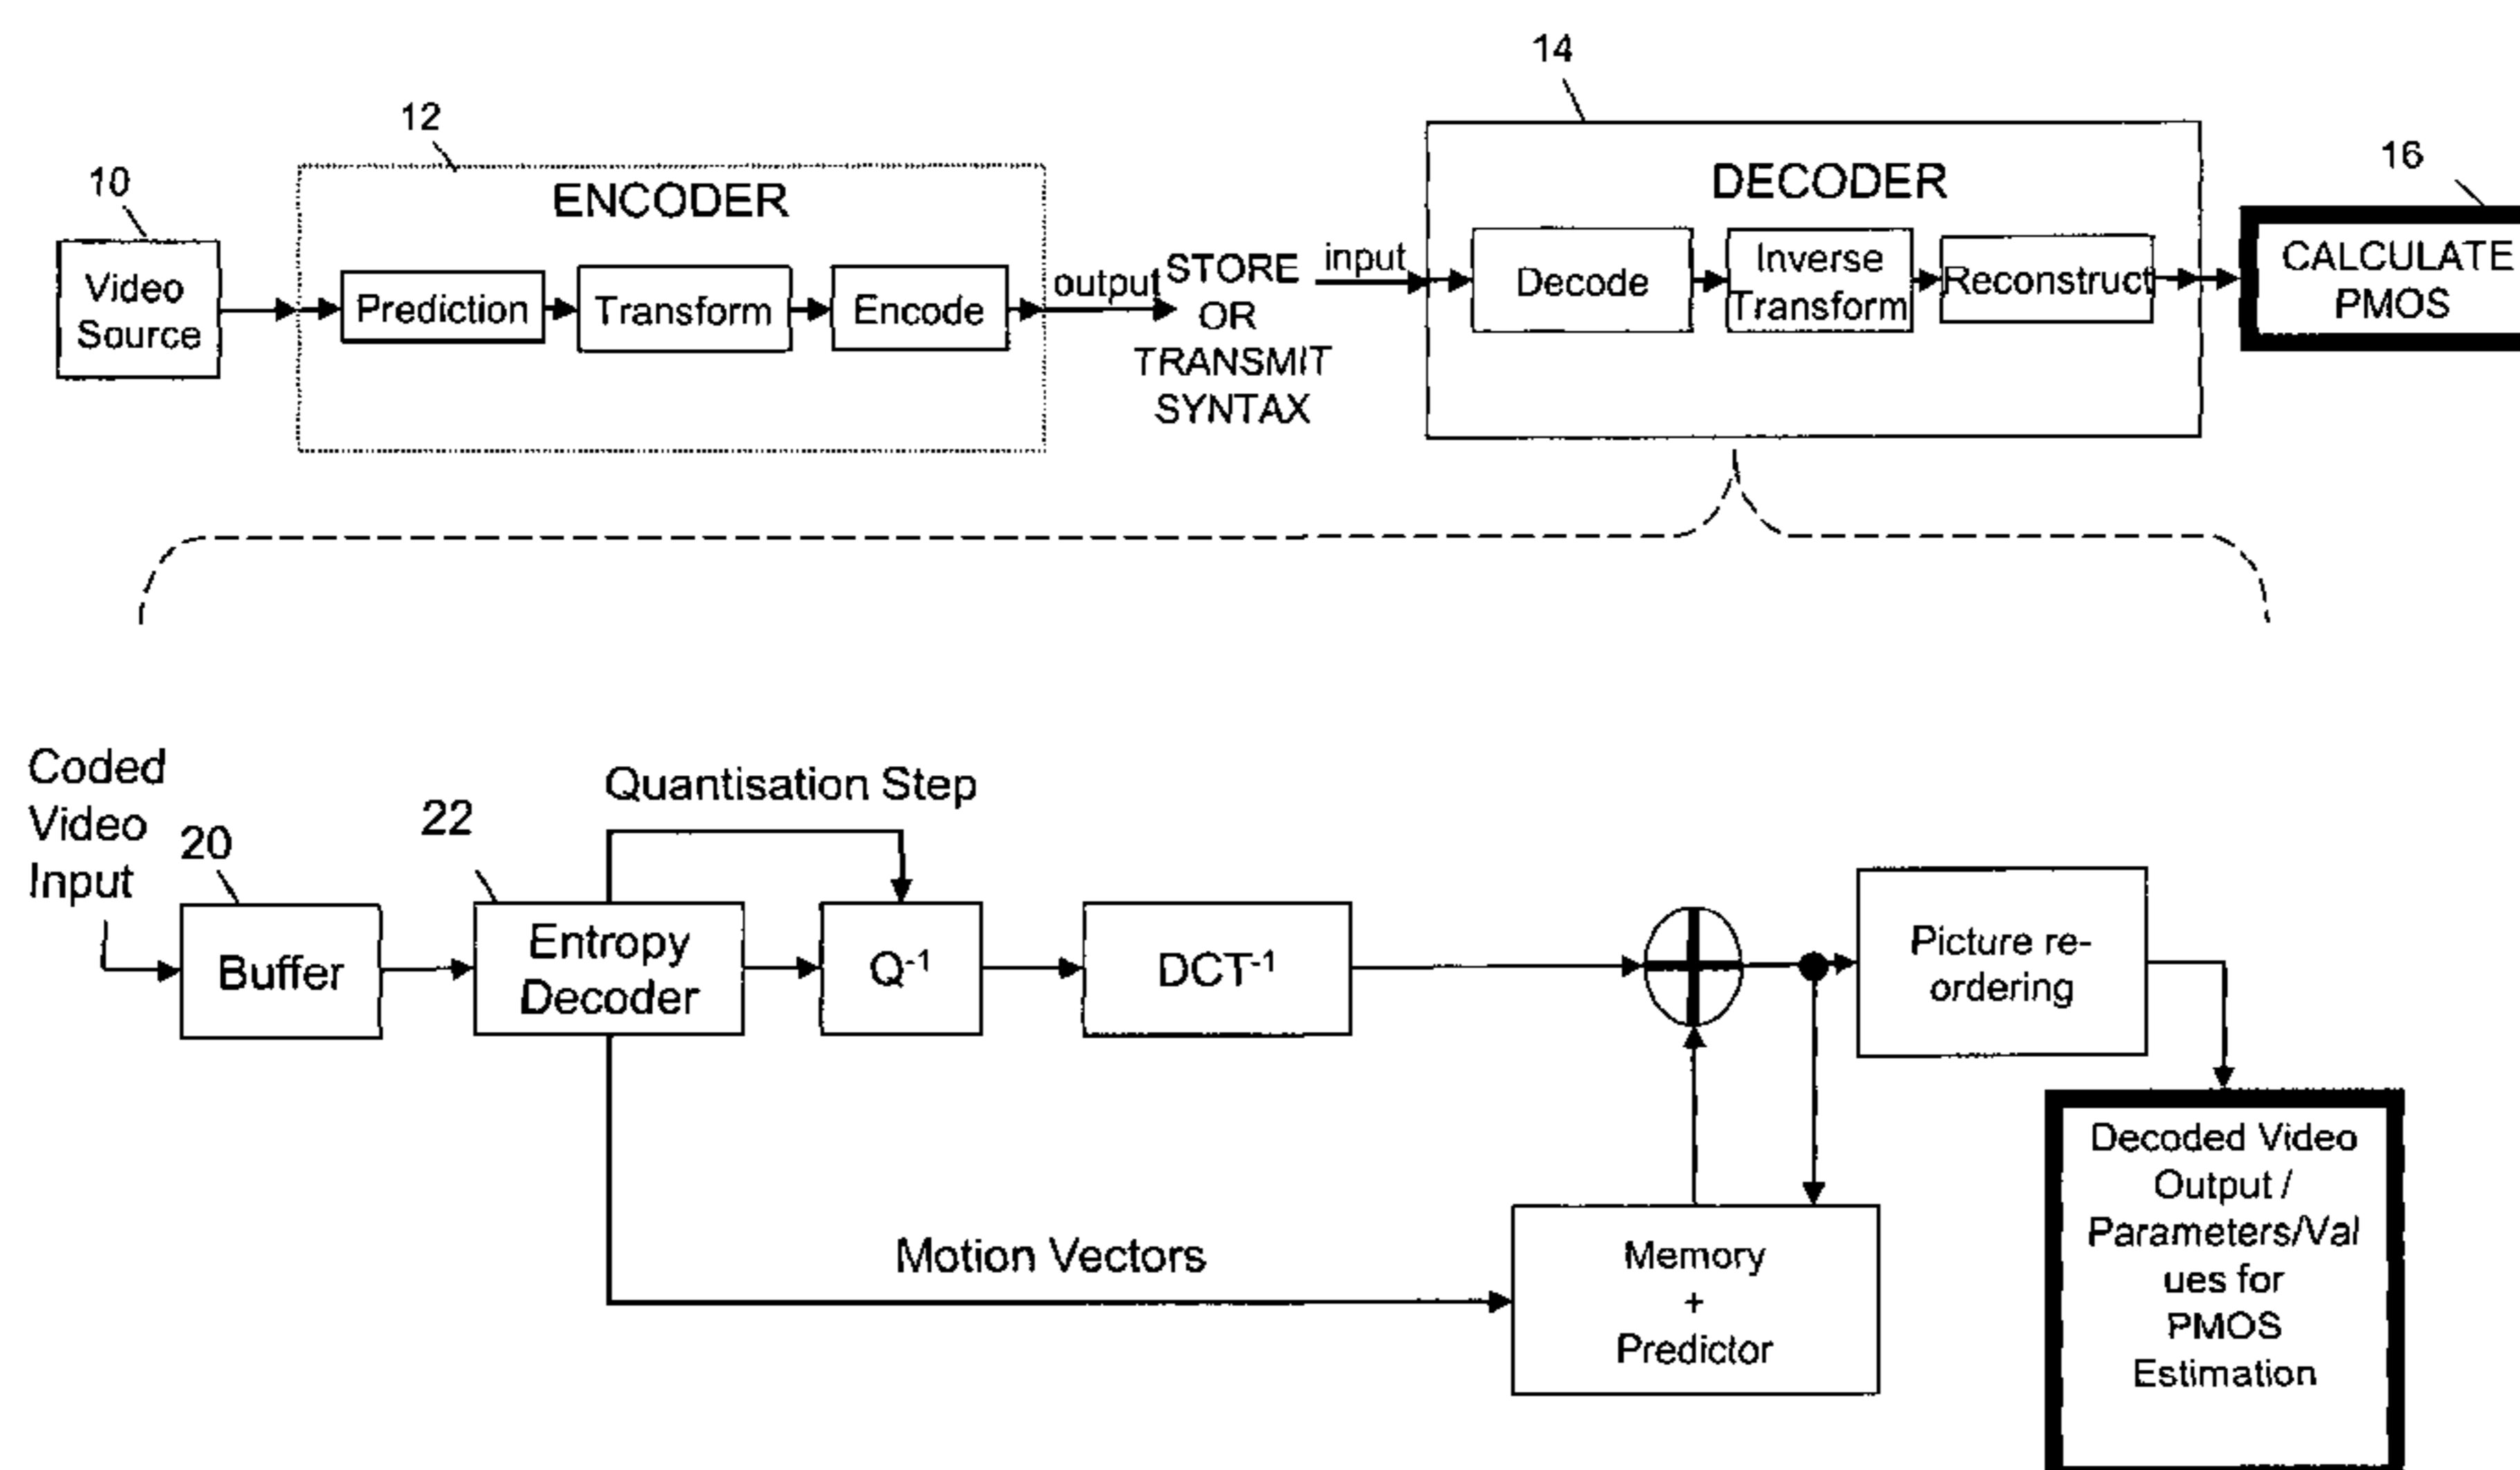 14
12
16
10
ENCODER
DECODER
Video
Source
Prediction
Transform
Encode
output
STORE
OR
TRANSMIT
SYNTAX
input
Decode
Inverse
Transform
Reconstruct
CALCULATE
PMOS
Coded
Video
Input
20
22
Quantisation Step
Buffer
Entropy
Decoder
Q-1
DCT-1
Picture re-
ordering
Motion Vectors
Memory
+
Predictor
Decoded Video
Output /
Parameters/Val
ues for
PMOS
Estimation